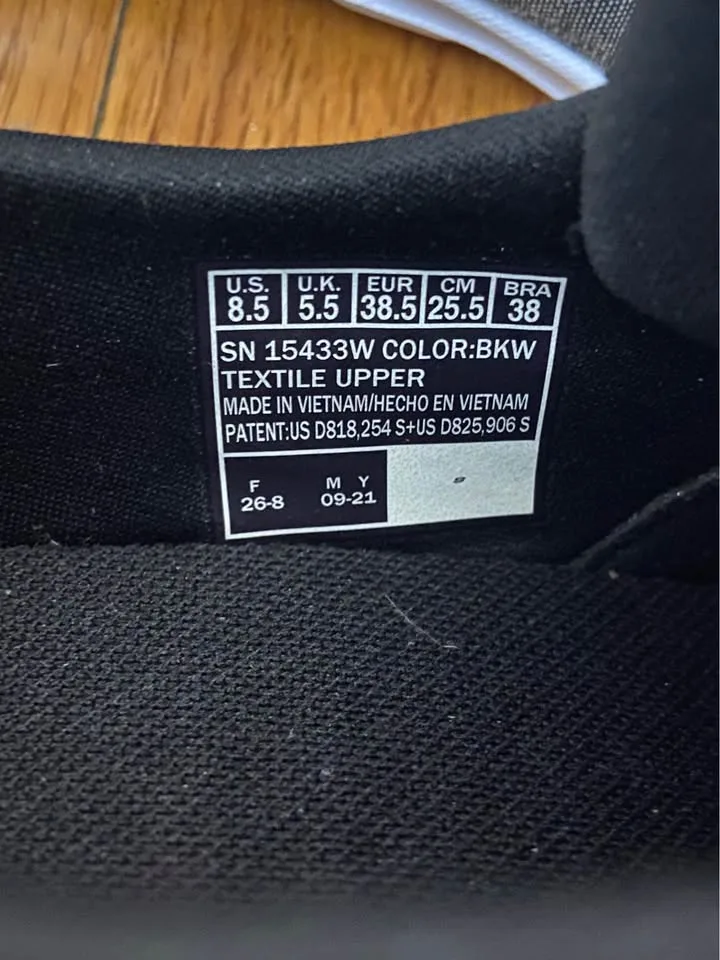 U.S. U.K. EUR CM BRA
8.5 5.5 38.5 25.5 38
SN 15433W COLOR:BKW
TEXTILE UPPER
MADE IN VIETNAM/HECHO EN VIETNAM
PATENT:US D818,254 S+US D825,906 S
F M Y
26-8 09-21